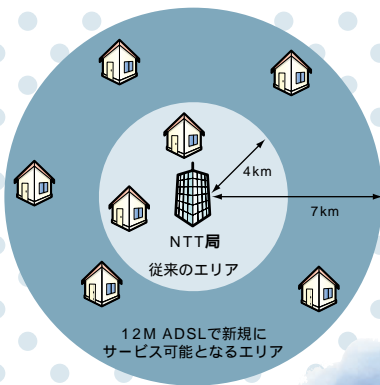 4km
7km
NTT局
従来のエリア
12M ADSLで新規に
サービス可能となるエリア